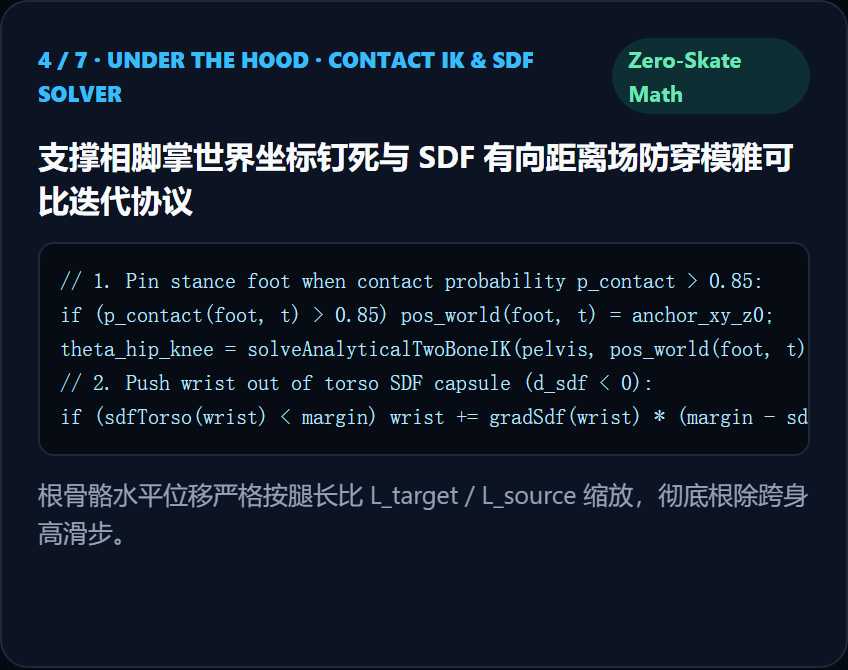 4 / 7 · UNDER THE HOOD · CONTACT IK & SDF
SOLVER
Zero-Skate
Math
支撑相脚掌世界坐标钉死与 SDF 有向距离场防穿模雅可
比迭代协议
// 1. Pin stance foot when contact probability p_contact > 0.85:
if (p_contact(foot, t) > 0.85) pos_world(foot, t) = anchor_xy_z0;
theta_hip_knee = solveAnalyticalTwoBoneIK(pelvis, pos_world(foot, t)
// 2. Push wrist out of torso SDF capsule (d_sdf < 0):
if (sdfTorso(wrist) < margin) wrist += gradSdf(wrist) * (margin - sd
根骨骼水平位移严格按腿长比 L_target / L_source 缩放，彻底根除跨身
高滑步。